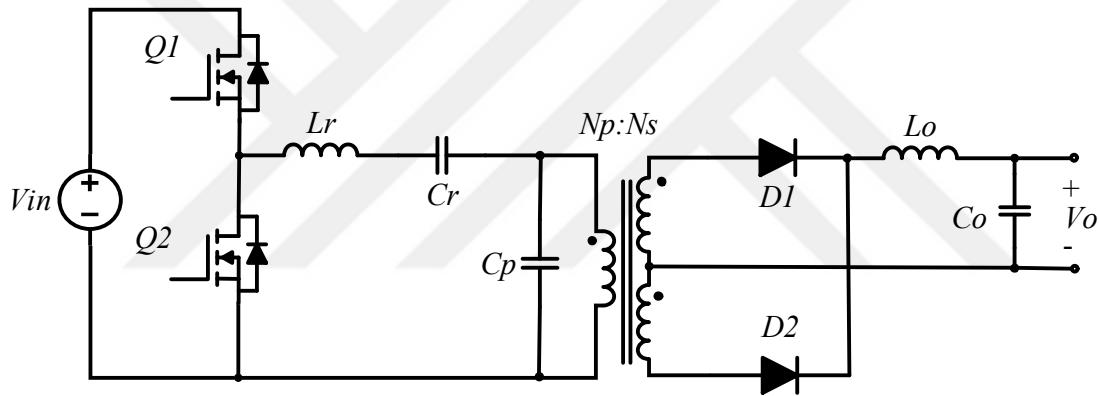 Q1
Lr
Np:Ns
Lo
Cr
D1
Vin
+
−
Q2
Cp
Co
+
Vo
-
D2